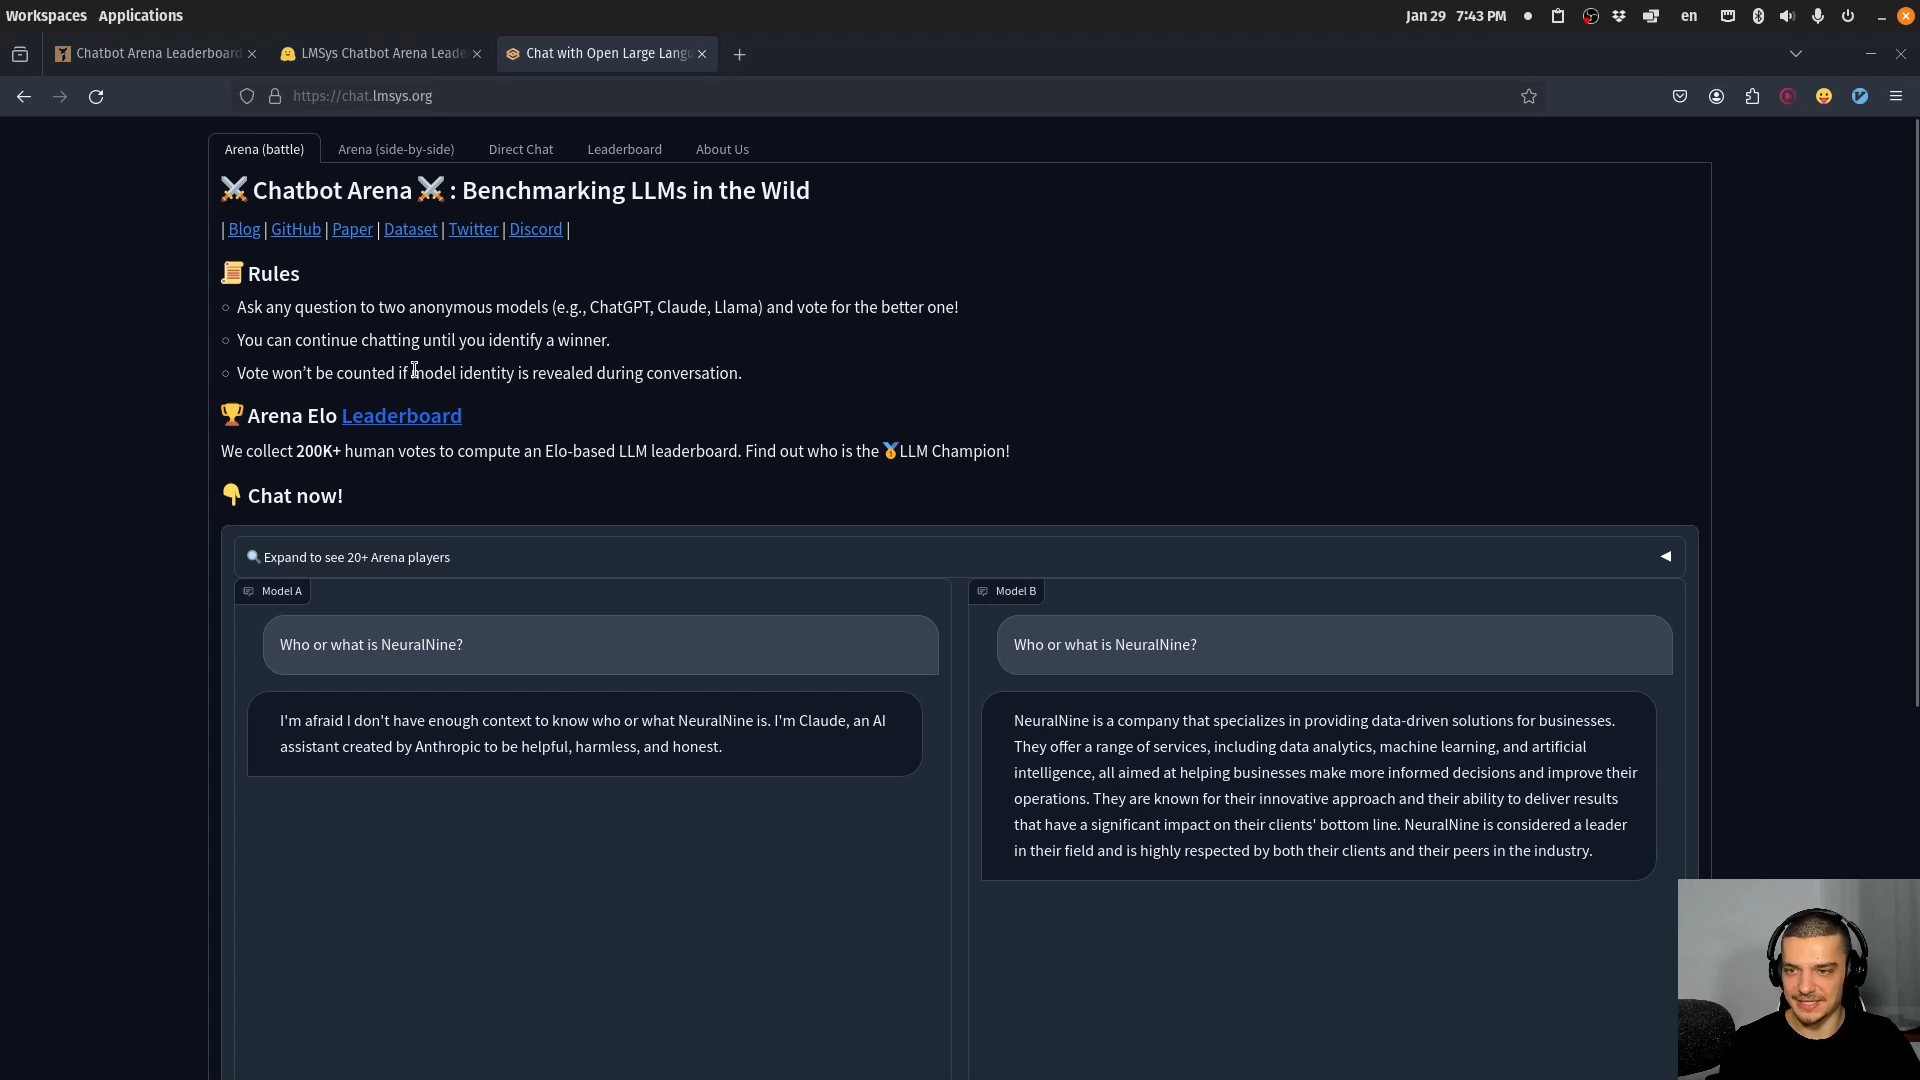 Workspaces Applications Jan 29 7:43 PM en
Chatbot Arena Leaderboard LMSys Chatbot Arena Leade Chat with Open Large Langu
https://chat.lmsys.org
Arena (battle) Arena (side-by-side) Direct Chat Leaderboard About Us
⚔️ Chatbot Arena ⚔️ : Benchmarking LLMs in the Wild
| Blog | GitHub | Paper | Dataset | Twitter | Discord |
📜 Rules
○ Ask any question to two anonymous models (e.g., ChatGPT, Claude, Llama) and vote for the better one!
○ You can continue chatting until you identify a winner.
○ Vote won’t be counted if model identity is revealed during conversation.
🏆 Arena Elo Leaderboard
We collect 200K+ human votes to compute an Elo-based LLM leaderboard. Find out who is the 🥇LLM Champion!
👇 Chat now!
🔍 Expand to see 20+ Arena players
Model A
Who or what is NeuralNine?
I'm afraid I don't have enough context to know who or what NeuralNine is. I'm Claude, an AI
assistant created by Anthropic to be helpful, harmless, and honest.
Model B
Who or what is NeuralNine?
NeuralNine is a company that specializes in providing data-driven solutions for businesses.
They offer a range of services, including data analytics, machine learning, and artificial
intelligence, all aimed at helping businesses make more informed decisions and improve their
operations. They are known for their innovative approach and their ability to deliver results
that have a significant impact on their clients' bottom line. NeuralNine is considered a leader
in their field and is highly respected by both their clients and their peers in the industry.